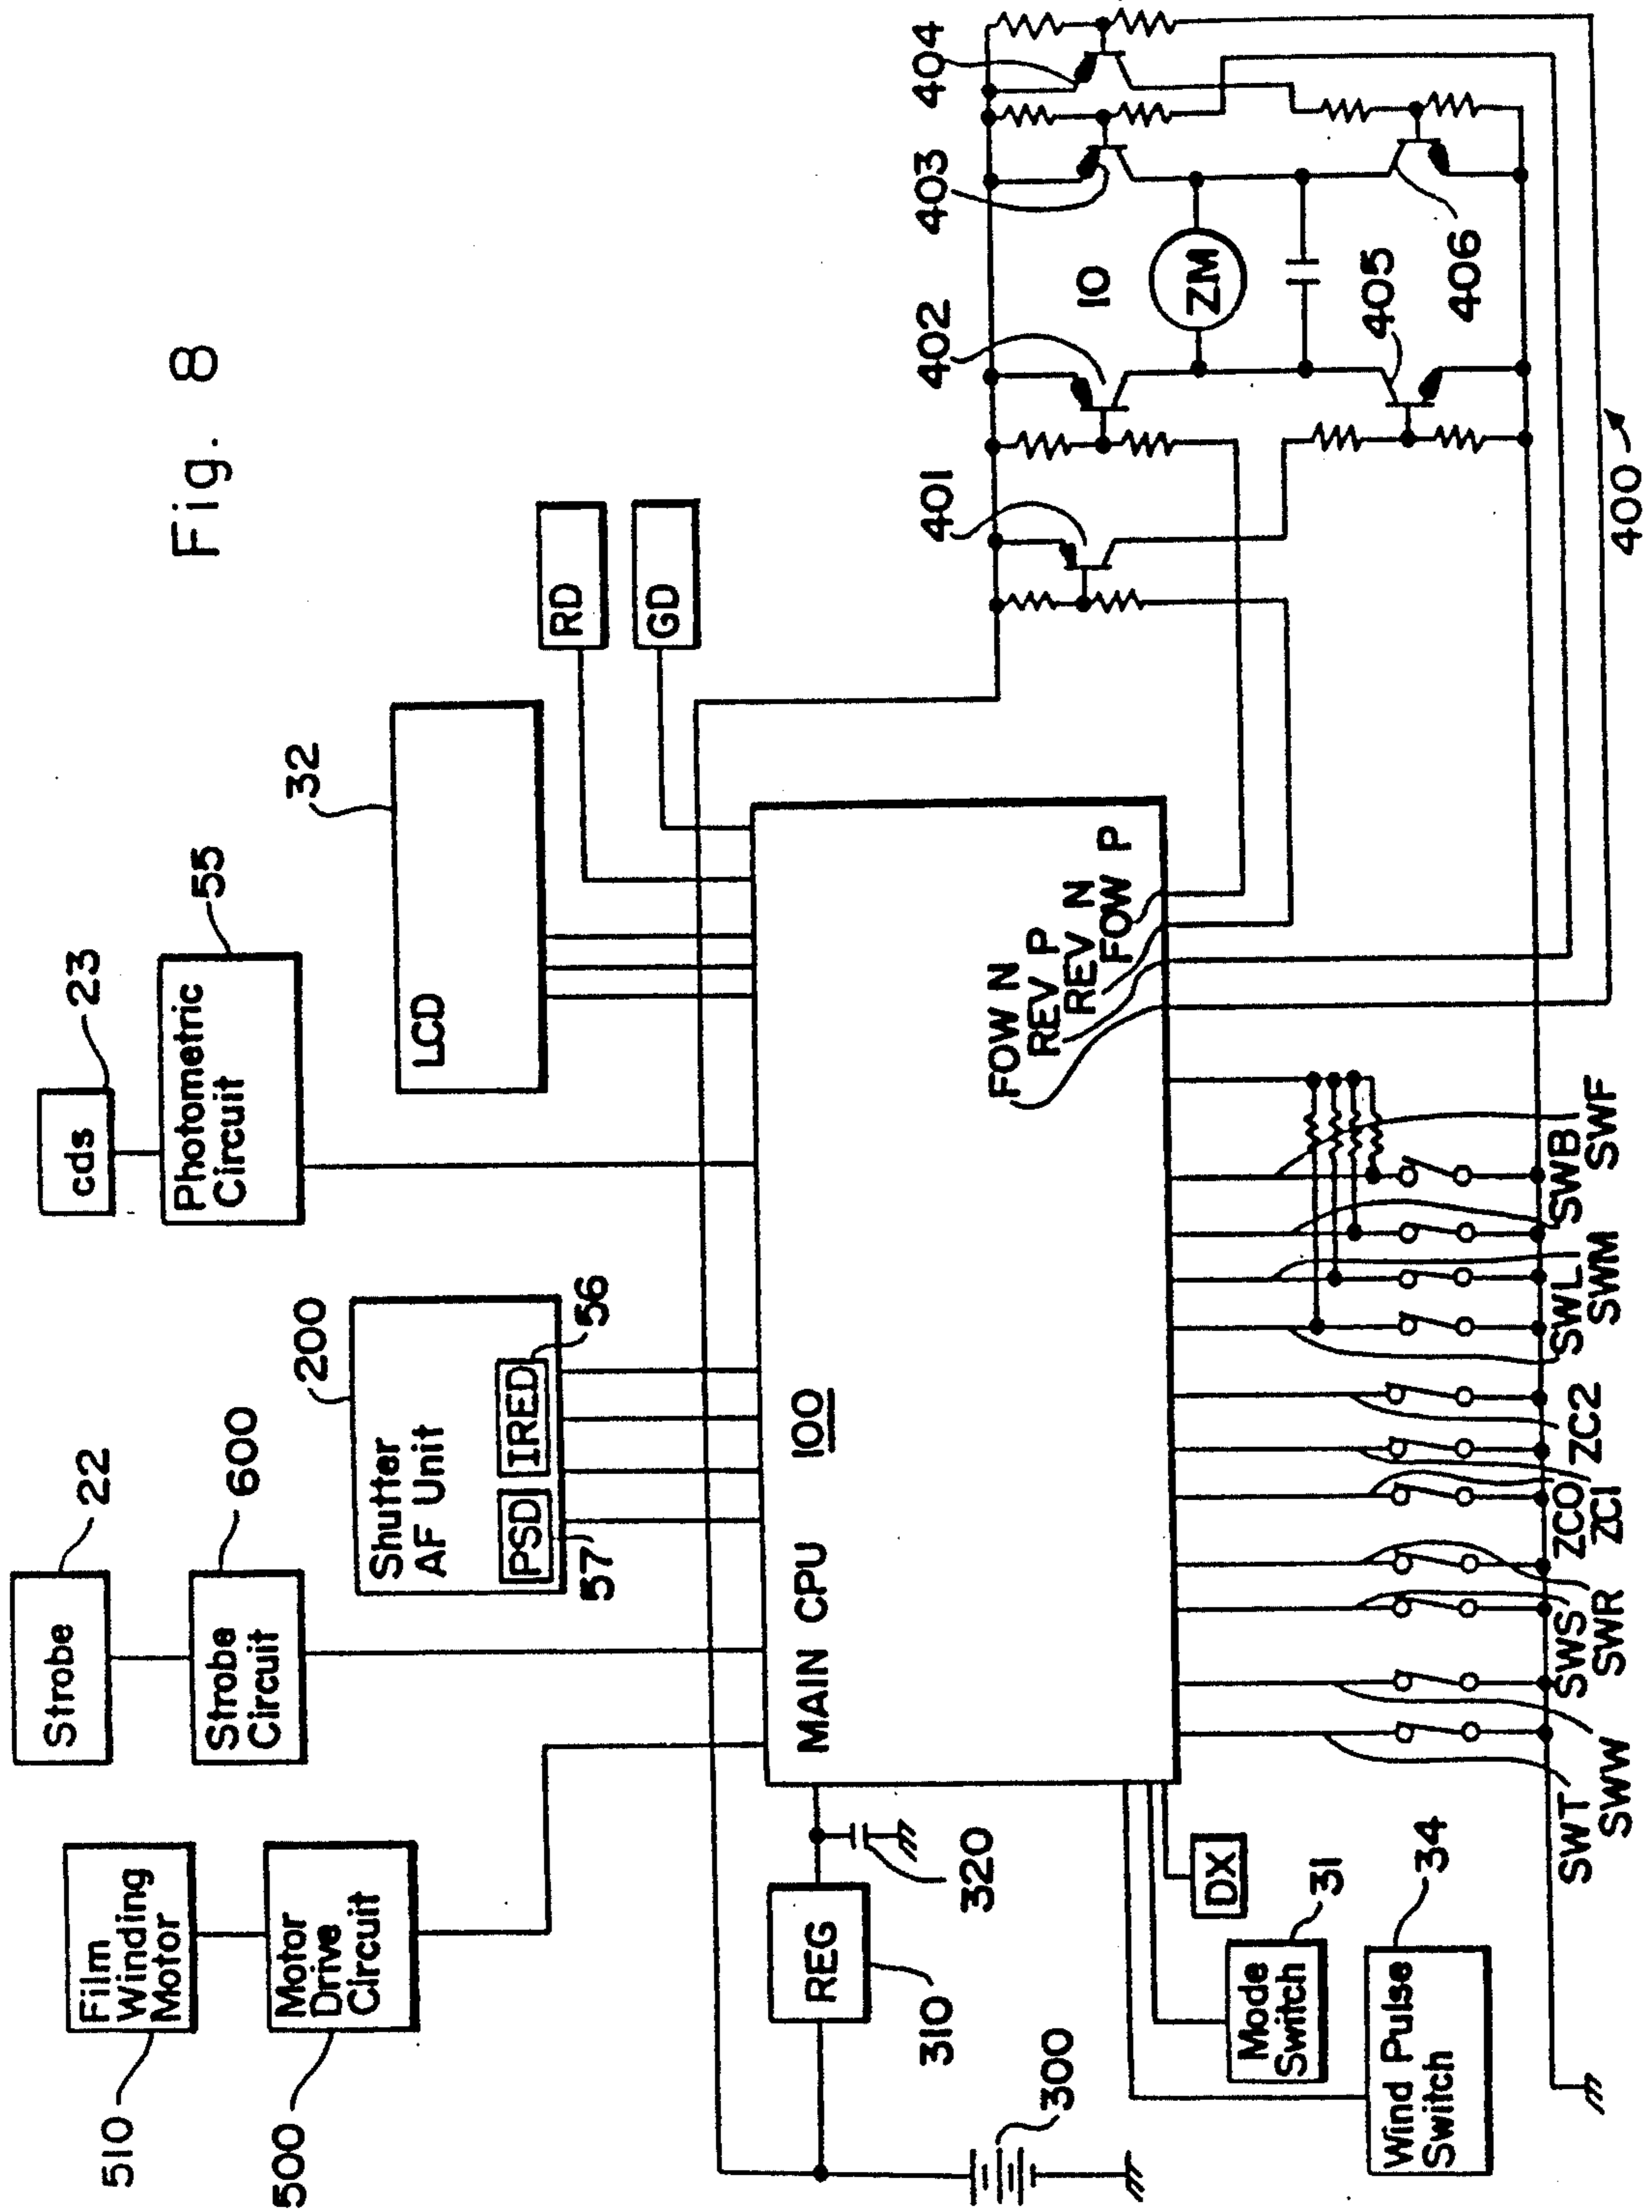 Fig. 8
510
Film
Winding
Motor
500
Motor
Drive
Circuit
Strobe
22
Strobe
Circuit
600
Shutter
AF Unit
200
PSD
IRED
57
56
cds
23
Photometric
Circuit
55
LCD
32
RD
GD
300
310
REG
320
MAIN CPU
100
FOW N
REV P
REV N
FOW P
401
402
403
404
10
ZM
405
406
400
DX
Mode
Switch
31
Wind Pulse
Switch
34
SWT
SWW
SWS
SWR
ZC0
ZC1
ZC2
SWL
SWM
SWB
SWF